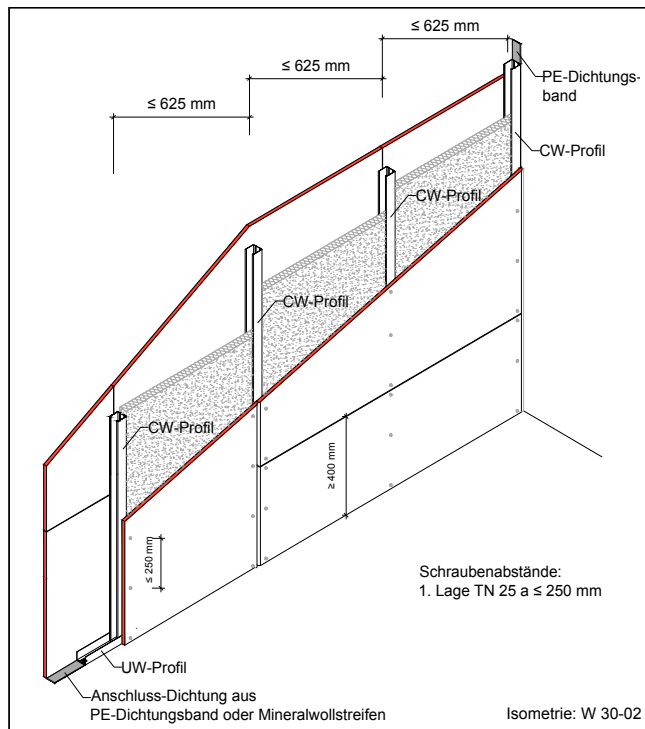 ≤ 625 mm
≤ 625 mm
≤ 625 mm
PE-Dichtungs-
band
CW-Profil
CW-Profil
CW-Profil
CW-Profil
≥ 400 mm
≤ 250 mm
Schraubenabstände:
1. Lage TN 25 a ≤ 250 mm
UW-Profil
Anschluss-Dichtung aus
PE-Dichtungsband oder Mineralwollstreifen
Isometrie: W 30-02